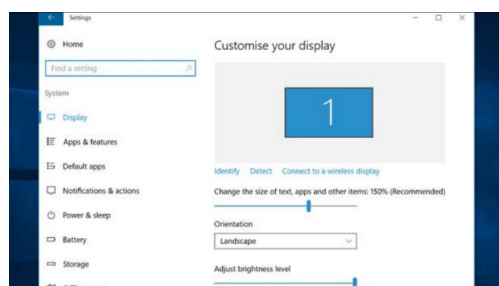 Settings
Home
Customise your display
Find a setting
System
1
Display
Apps & features
Default apps
Identify Detect Connect to a wireless display
Notifications & actions
Change the size of text, apps and other items: 150% (Recommended)
Power & sleep
Orientation
Battery
Landscape
Storage
Adjust brightness level